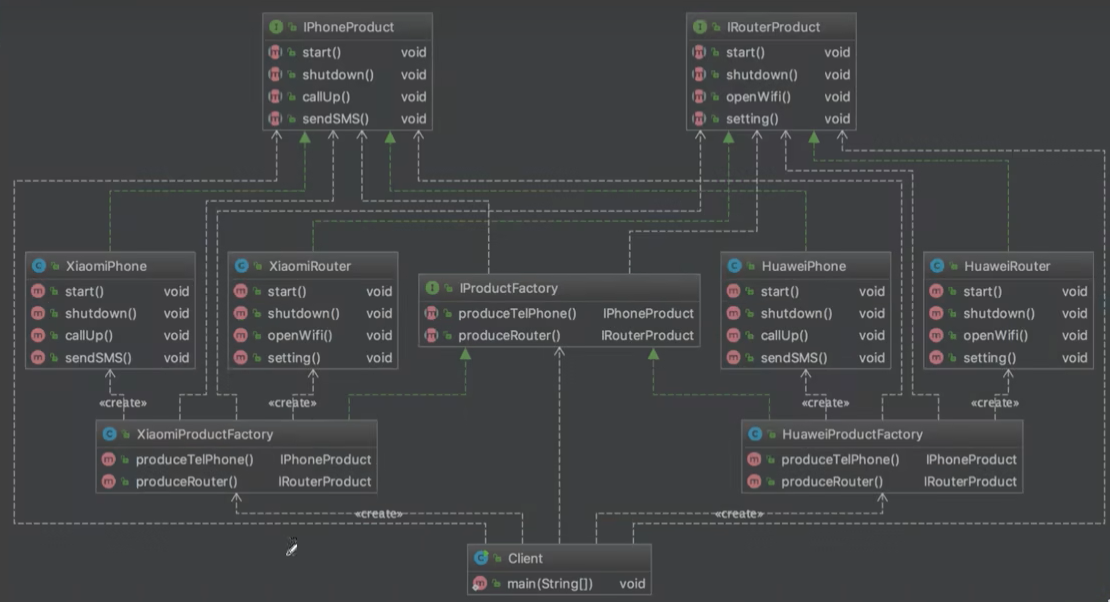 IPhoneProduct
start() void
shutdown() void
callUp() void
sendSMS() void
IRouterProduct
start() void
shutdown() void
openWifi() void
setting() void
XiaomiPhone
start() void
shutdown() void
callUp() void
sendSMS() void
XiaomiRouter
start() void
shutdown() void
openWifi() void
setting() void
IProductFactory
produceTelPhone() IPhoneProduct
produceRouter() IRouterProduct
HuaweiPhone
start() void
shutdown() void
callUp() void
sendSMS() void
HuaweiRouter
start() void
shutdown() void
openWifi() void
setting() void
«create»
«create»
«create»
«create»
XiaomiProductFactory
produceTelPhone() IPhoneProduct
produceRouter() IRouterProduct
HuaweiProductFactory
produceTelPhone() IPhoneProduct
produceRouter() IRouterProduct
«create»
«create»
Client
main(String[]) void